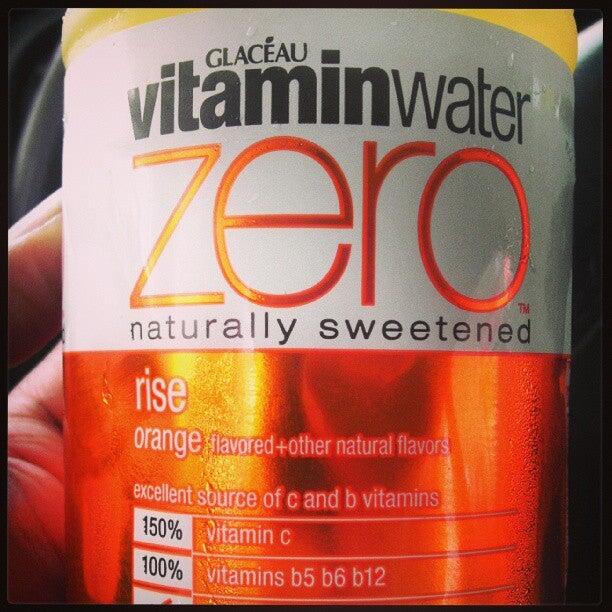 GLACÉAU
vitaminwater
zero™
naturally sweetened
rise
orange flavored+other natural flavors
excellent source of c and b vitamins
150% vitamin c
100% vitamins b5 b6 b12